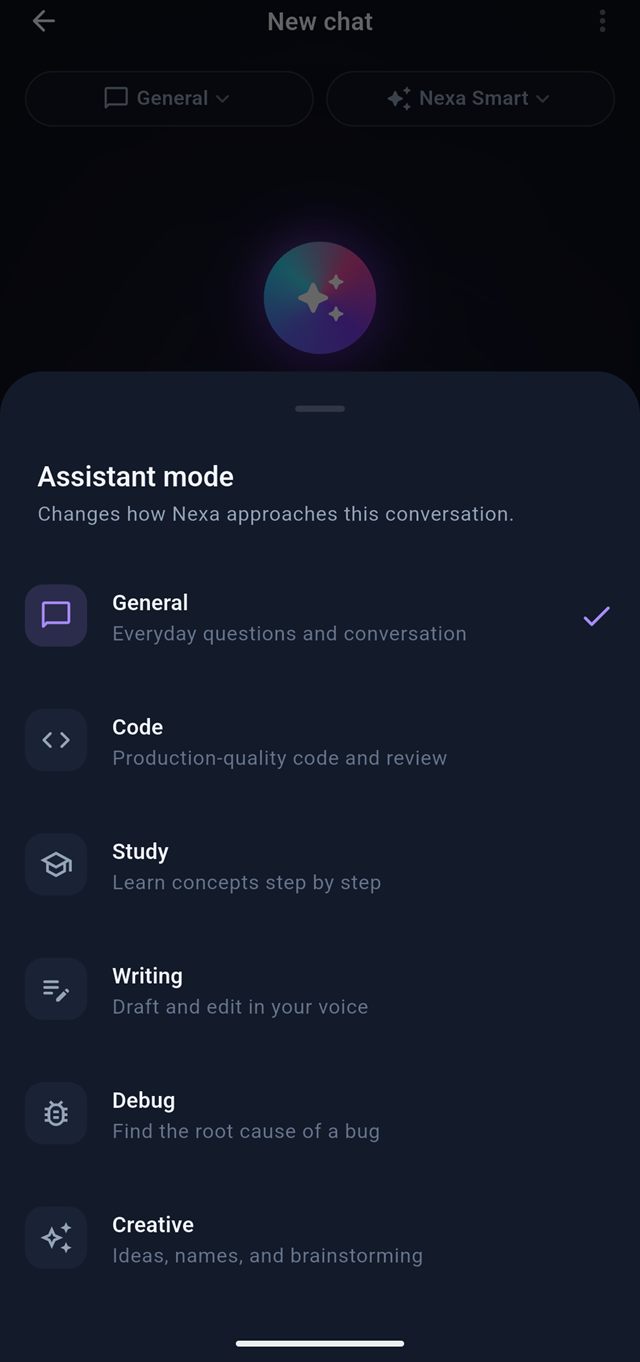 New chat
General
Nexa Smart
Assistant mode
Changes how Nexa approaches this conversation.
General
Everyday questions and conversation
Code
Production-quality code and review
Study
Learn concepts step by step
Writing
Draft and edit in your voice
Debug
Find the root cause of a bug
Creative
Ideas, names, and brainstorming